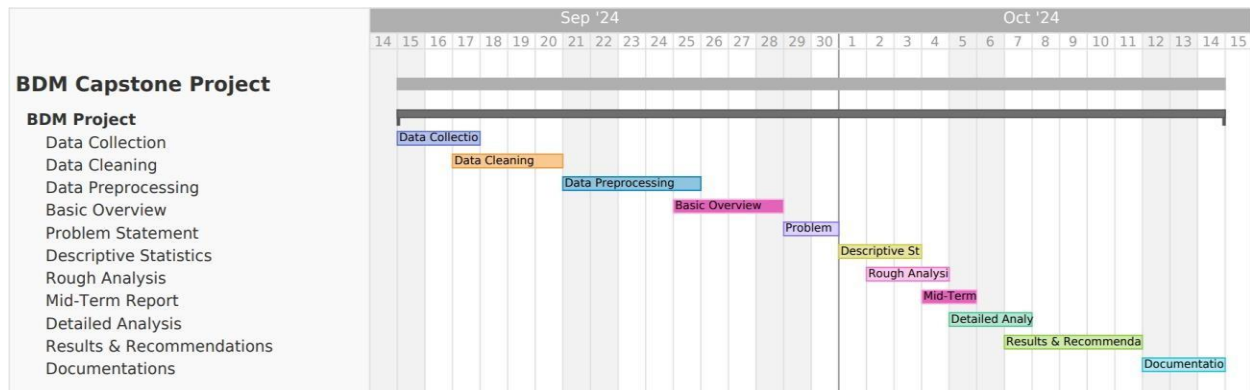 Sep '24 Oct '24
14 15 16 17 18 19 20 21 22 23 24 25 26 27 28 29 30 1 2 3 4 5 6 7 8 9 10 11 12 13 14 15
BDM Capstone Project
BDM Project
Data Collection Data Collectio
Data Cleaning Data Cleaning
Data Preprocessing Data Preprocessing
Basic Overview Basic Overview
Problem Statement Problem
Descriptive Statistics Descriptive St
Rough Analysis Rough Analysi
Mid-Term Report Mid-Term
Detailed Analysis Detailed Analy
Results & Recommendations Results & Recommenda
Documentations Documentatio